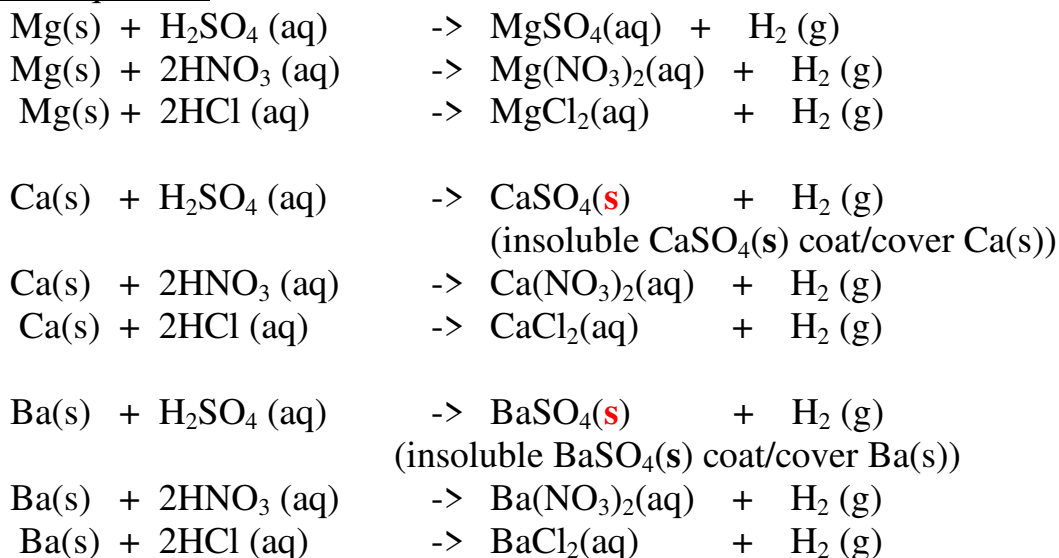 Mg(s) + H₂SO₄ (aq) -> MgSO₄(aq) + H₂ (g)
Mg(s) + 2HNO₃ (aq) -> Mg(NO₃)₂(aq) + H₂ (g)
Mg(s) + 2HCl (aq) -> MgCl₂(aq) + H₂ (g)
Ca(s) + H₂SO₄ (aq) -> CaSO₄(s) + H₂ (g)
(insoluble CaSO₄(s) coat/cover Ca(s))
Ca(s) + 2HNO₃ (aq) -> Ca(NO₃)₂(aq) + H₂ (g)
Ca(s) + 2HCl (aq) -> CaCl₂(aq) + H₂ (g)
Ba(s) + H₂SO₄ (aq) -> BaSO₄(s) + H₂ (g)
(insoluble BaSO₄(s) coat/cover Ba(s))
Ba(s) + 2HNO₃ (aq) -> Ba(NO₃)₂(aq) + H₂ (g)
Ba(s) + 2HCl (aq) -> BaCl₂(aq) + H₂ (g)